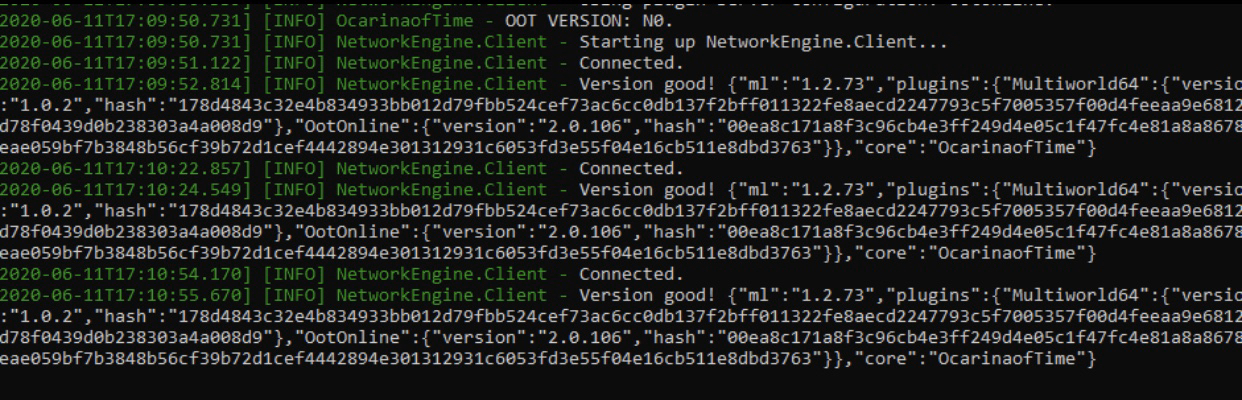 2020-06-11T17:09:50.731] [INFO] OcarinaofTime - OOT VERSION: N0.
2020-06-11T17:09:50.731] [INFO] NetworkEngine.Client - Starting up NetworkEngine.Client...
2020-06-11T17:09:51.122] [INFO] NetworkEngine.Client - Connected.
2020-06-11T17:09:52.814] [INFO] NetworkEngine.Client - Version good! {"ml":"1.2.73","plugins":{"Multiworld64":{"versio
:"1.0.2","hash":"178d4843c32e4b834933bb012d79fbb524cef73ac6cc0db137f2bff011322fe8aecd2247793c5f7005357f00d4feeaa9e6812
d78f0439d0b238303a4a008d9"},"OotOnline":{"version":"2.0.106","hash":"00ea8c171a8f3c96cb4e3ff249d4e05c1f47fc4e81a8a8678
eae059bf7b3848b56cf39b72d1cef4442894e301312931c6053fd3e55f04e16cb511e8dbd3763"}},"core":"OcarinaofTime"}
2020-06-11T17:10:22.857] [INFO] NetworkEngine.Client - Connected.
2020-06-11T17:10:24.549] [INFO] NetworkEngine.Client - Version good! {"ml":"1.2.73","plugins":{"Multiworld64":{"versio
:"1.0.2","hash":"178d4843c32e4b834933bb012d79fbb524cef73ac6cc0db137f2bff011322fe8aecd2247793c5f7005357f00d4feeaa9e6812
d78f0439d0b238303a4a008d9"},"OotOnline":{"version":"2.0.106","hash":"00ea8c171a8f3c96cb4e3ff249d4e05c1f47fc4e81a8a8678
eae059bf7b3848b56cf39b72d1cef4442894e301312931c6053fd3e55f04e16cb511e8dbd3763"}},"core":"OcarinaofTime"}
2020-06-11T17:10:54.170] [INFO] NetworkEngine.Client - Connected.
2020-06-11T17:10:55.670] [INFO] NetworkEngine.Client - Version good! {"ml":"1.2.73","plugins":{"Multiworld64":{"versio
:"1.0.2","hash":"178d4843c32e4b834933bb012d79fbb524cef73ac6cc0db137f2bff011322fe8aecd2247793c5f7005357f00d4feeaa9e6812
d78f0439d0b238303a4a008d9"},"OotOnline":{"version":"2.0.106","hash":"00ea8c171a8f3c96cb4e3ff249d4e05c1f47fc4e81a8a8678
eae059bf7b3848b56cf39b72d1cef4442894e301312931c6053fd3e55f04e16cb511e8dbd3763"}},"core":"OcarinaofTime"}